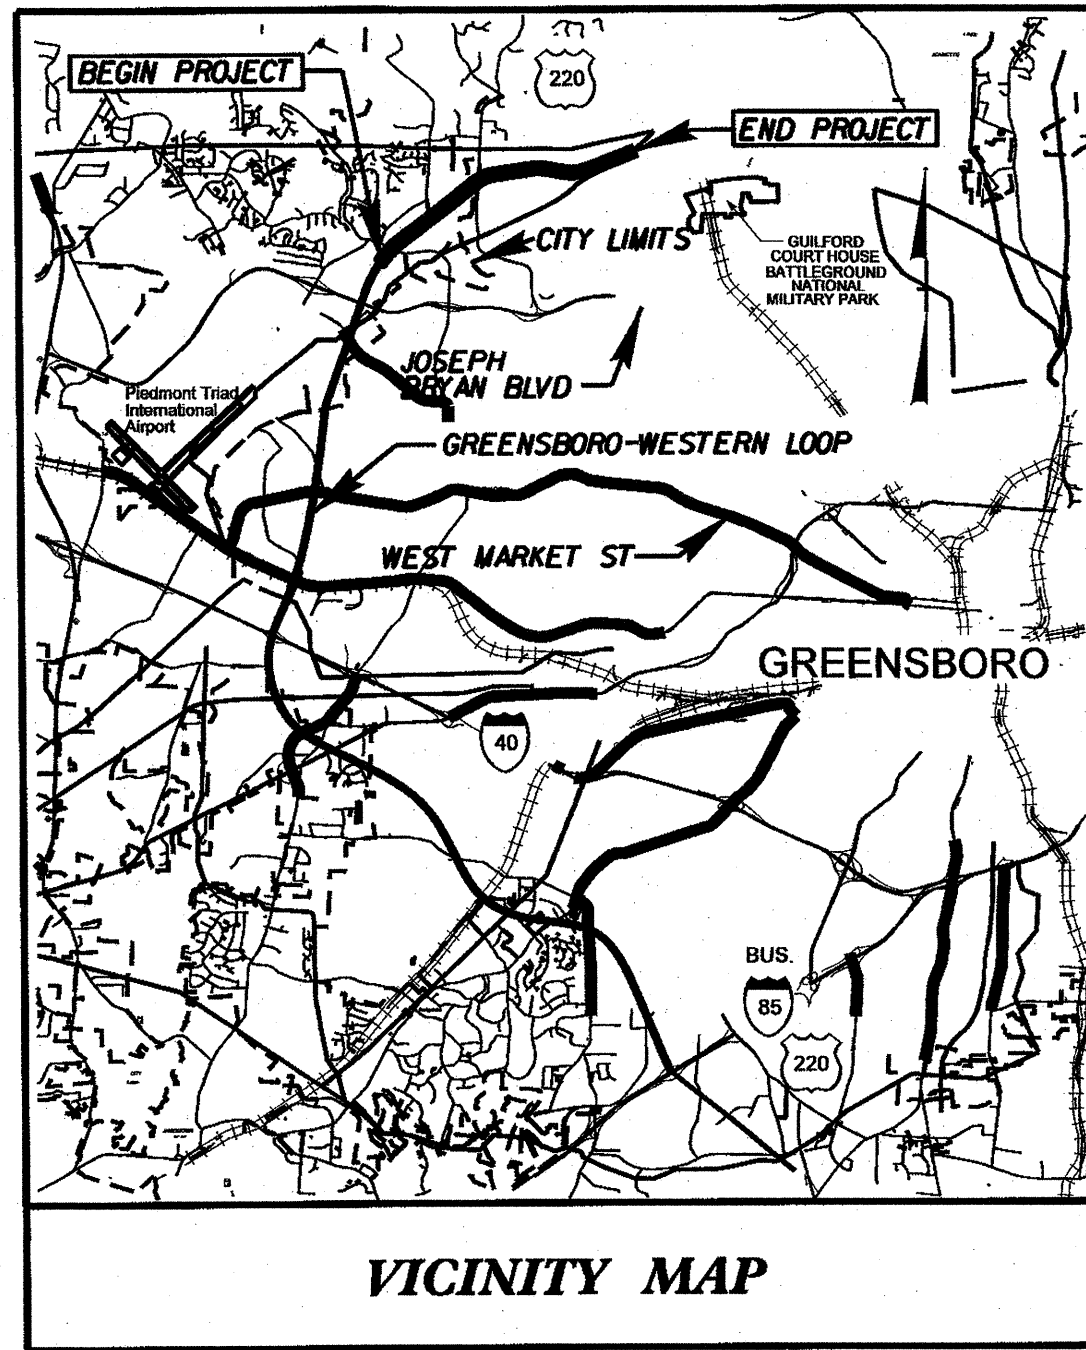 BEGIN PROJECT
220
END PROJECT
CITY LIMITS
GUILFORD
COURT HOUSE
BATTLEGROUND
NATIONAL
MILITARY PARK
JOSEPH
BRYAN BLVD
Piedmont Triad
International
Airport
GREENSBORO-WESTERN LOOP
WEST MARKET ST
GREENSBORO
40
BUS.
85
220
VICINITY MAP